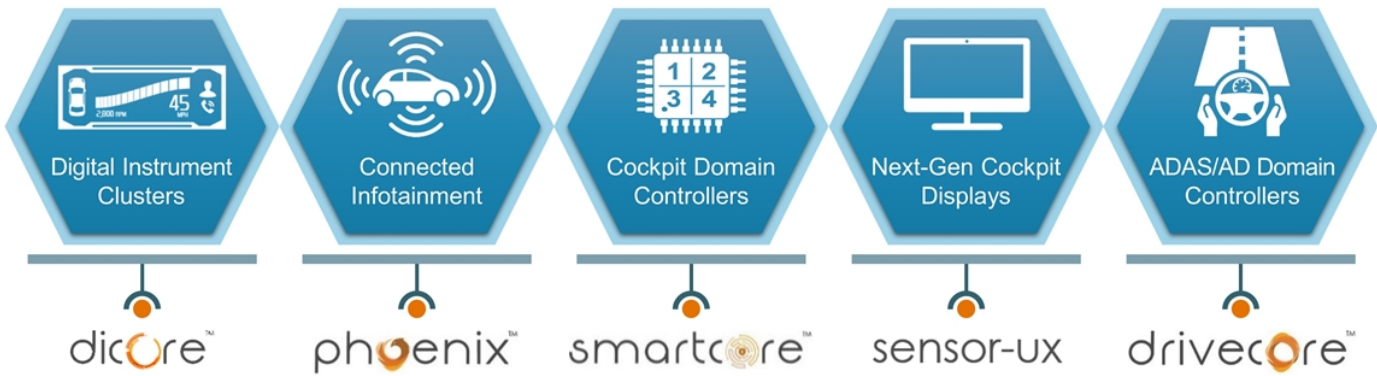 45
MPH
2,800 RPM
Digital Instrument
Clusters
1 2
3 4
Connected
Infotainment
Cockpit Domain
Controllers
Next-Gen Cockpit
Displays
ADAS/AD Domain
Controllers
dicore™
phoenix™
smartcore™
sensor-ux
drivecore™